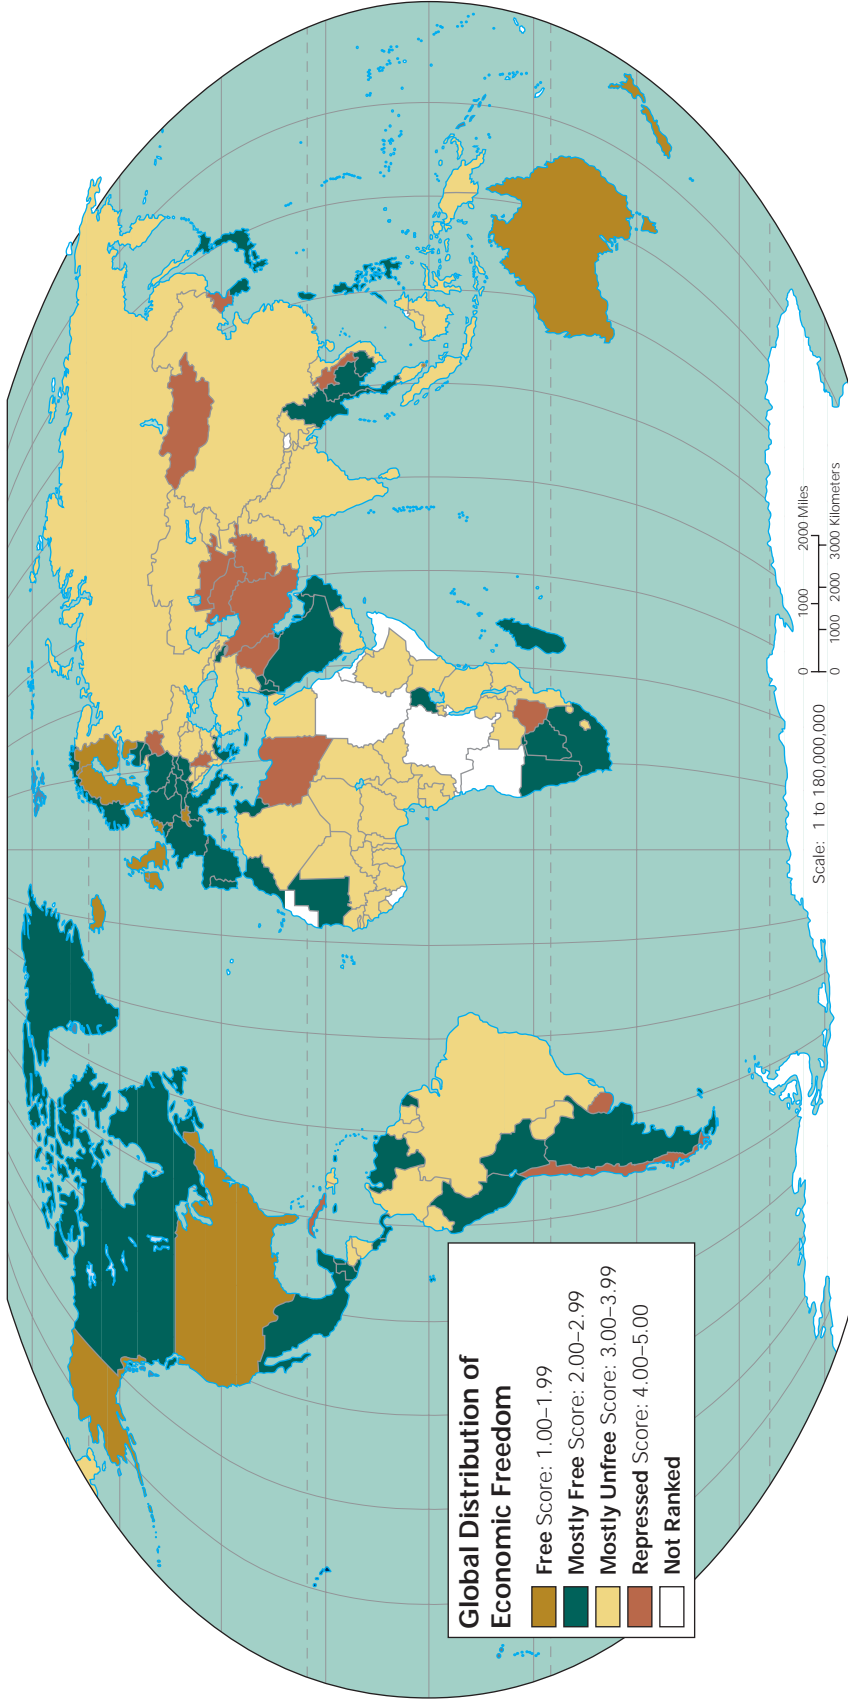 Global Distribution of
Economic Freedom
Free Score: 1.00–1.99
Mostly Free Score: 2.00–2.99
Mostly Unfree Score: 3.00–3.99
Repressed Score: 4.00–5.00
Not Ranked
Scale: 1 to 180,000,000
0 1000 2000 Miles
0 1000 2000 3000 Kilometers